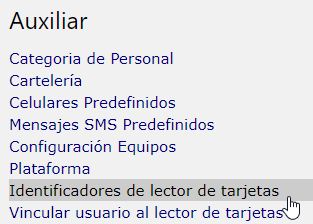 Auxiliar
Categoria de Personal
Cartelería
Celulares Predefinidos
Mensajes SMS Predefinidos
Configuración Equipos
Plataforma
Identificadores de lector de tarjetas
Vincular usuario al lector de tarjetas